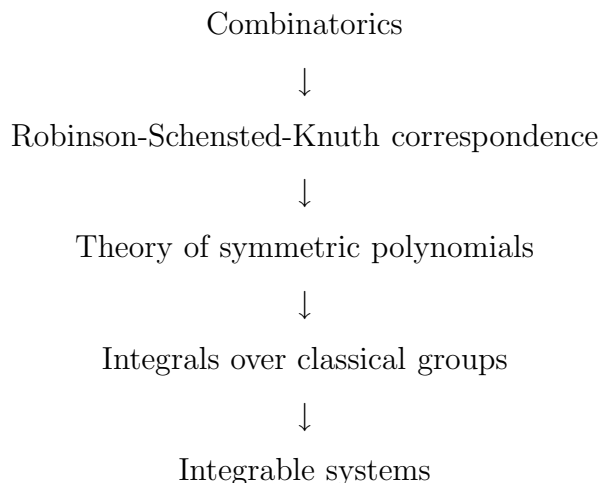 Combinatorics
↓
Robinson-Schensted-Knuth correspondence
↓
Theory of symmetric polynomials
↓
Integrals over classical groups
↓
Integrable systems